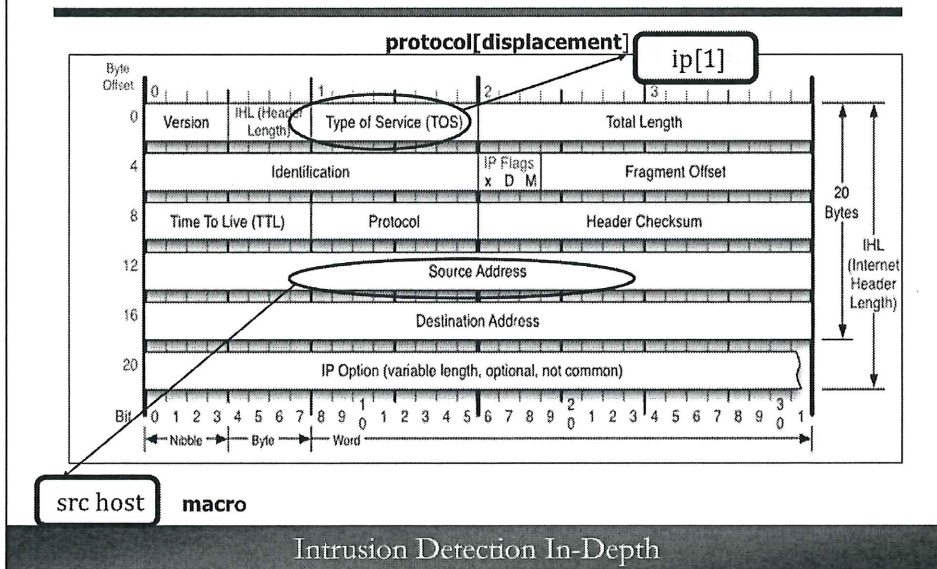 protocol[displacement]
ip[1]
Byte Offset
0 1 2 3
0 Version IHL (Header Length) Type of Service (TOS) Total Length
4 Identification IP Flags x D M Fragment Offset
8 Time To Live (TTL) Protocol Header Checksum
12 Source Address
16 Destination Address
20 IP Option (variable length, optional, not common)
20 Bytes
IHL (Internet Header Length)
Bit 0 1 2 3 4 5 6 7 8 9 1 0 1 2 3 4 5 6 7 8 9 2 0 1 2 3 4 5 6 7 8 9 3 0 1
Nibble Byte Word
src host macro
Intrusion Detection In-Depth